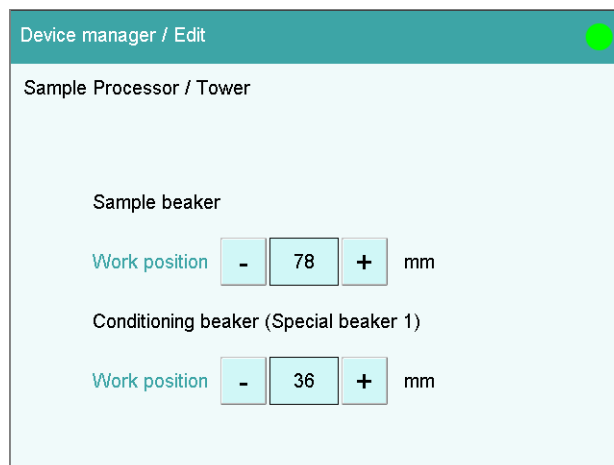 Device manager / Edit
Sample Processor / Tower
Sample beaker
Work position - 78 + mm
Conditioning beaker (Special beaker 1)
Work position - 36 + mm